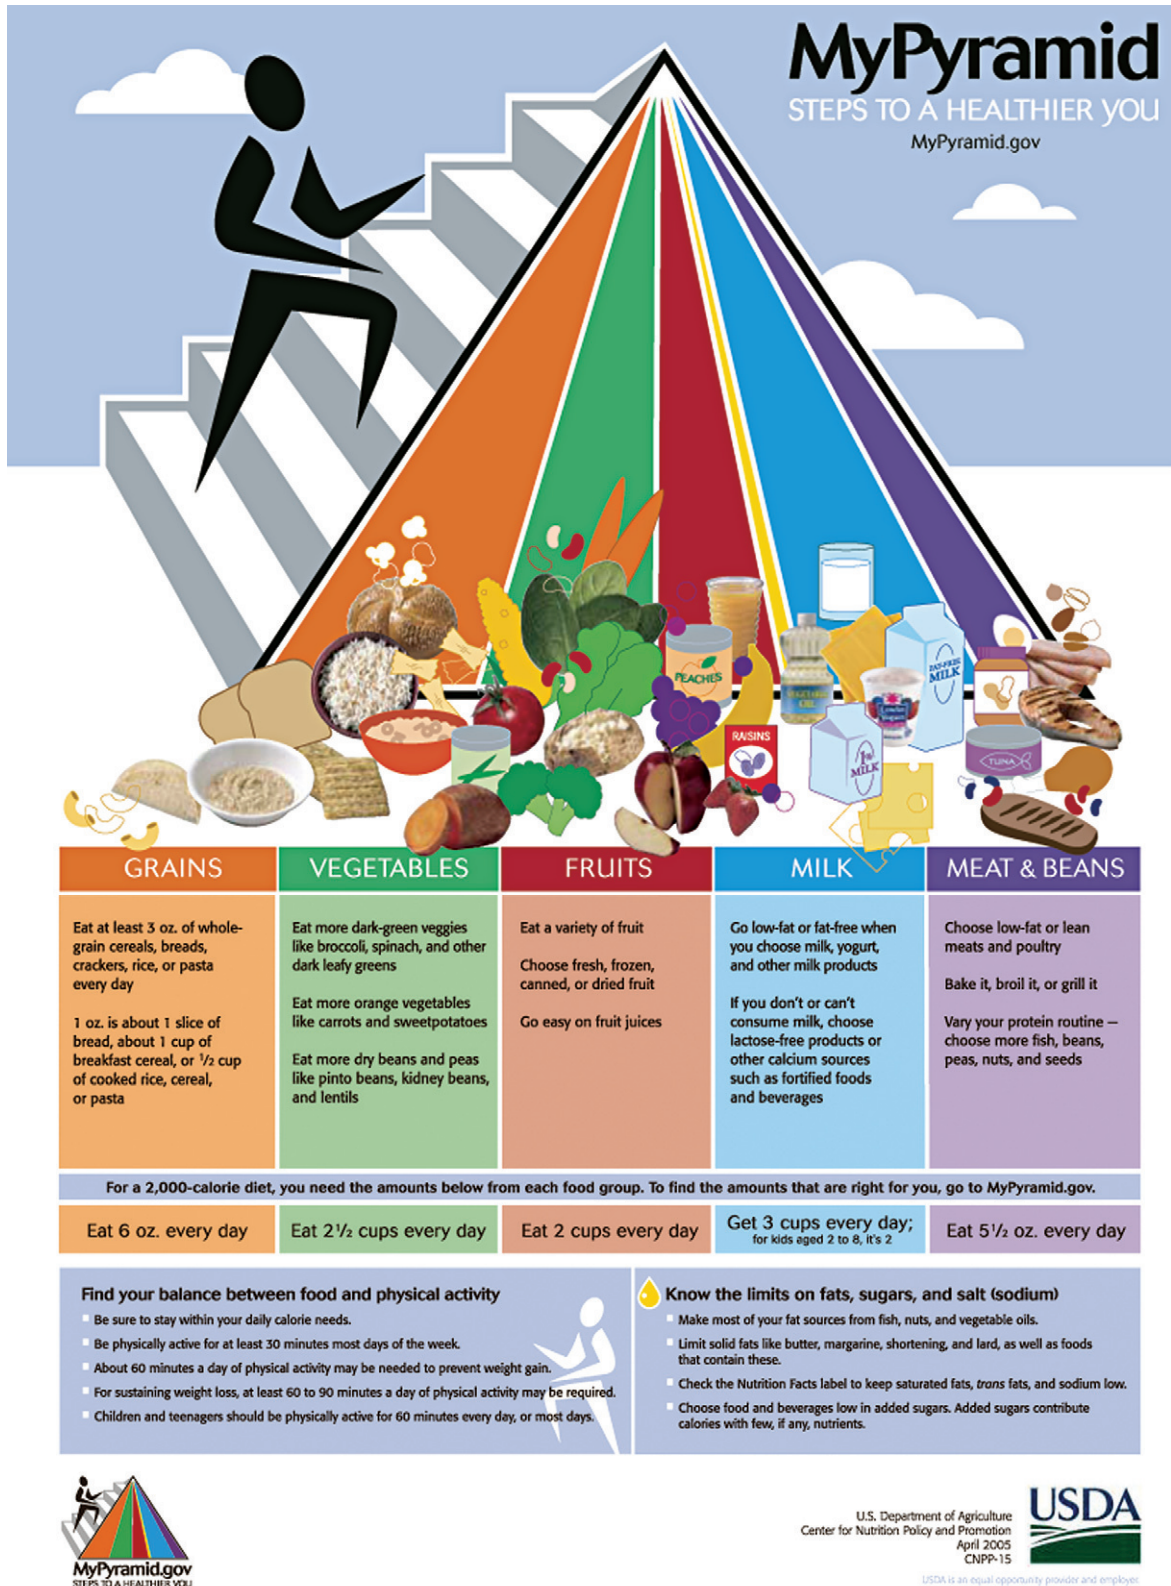 MyPyramid
STEPS TO A HEALTHIER YOU
MyPyramid.gov
PEACHES
VEGETABLE
OIL
FAT-FREE
MILK
RAISINS
1%
MILK
TUNA
GRAINS
Eat at least 3 oz. of whole-
grain cereals, breads,
crackers, rice, or pasta
every day
1 oz. is about 1 slice of
bread, about 1 cup of
breakfast cereal, or 1/2 cup
of cooked rice, cereal,
or pasta
VEGETABLES
Eat more dark-green veggies
like broccoli, spinach, and other
dark leafy greens
Eat more orange vegetables
like carrots and sweetpotatoes
Eat more dry beans and peas
like pinto beans, kidney beans,
and lentils
FRUITS
Eat a variety of fruit
Choose fresh, frozen,
canned, or dried fruit
Go easy on fruit juices
MILK
Go low-fat or fat-free when
you choose milk, yogurt,
and other milk products
If you don't or can't
consume milk, choose
lactose-free products or
other calcium sources
such as fortified foods
and beverages
MEAT & BEANS
Choose low-fat or lean
meats and poultry
Bake it, broil it, or grill it
Vary your protein routine —
choose more fish, beans,
peas, nuts, and seeds
For a 2,000-calorie diet, you need the amounts below from each food group. To find the amounts that are right for you, go to MyPyramid.gov.
Eat 6 oz. every day
Eat 2 1/2 cups every day
Eat 2 cups every day
Get 3 cups every day;
for kids aged 2 to 8, it's 2
Eat 5 1/2 oz. every day
Find your balance between food and physical activity
Be sure to stay within your daily calorie needs.
Be physically active for at least 30 minutes most days of the week.
About 60 minutes a day of physical activity may be needed to prevent weight gain.
For sustaining weight loss, at least 60 to 90 minutes a day of physical activity may be required.
Children and teenagers should be physically active for 60 minutes every day, or most days.
Know the limits on fats, sugars, and salt (sodium)
Make most of your fat sources from fish, nuts, and vegetable oils.
Limit solid fats like butter, margarine, shortening, and lard, as well as foods
that contain these.
Check the Nutrition Facts label to keep saturated fats, trans fats, and sodium low.
Choose food and beverages low in added sugars. Added sugars contribute
calories with few, if any, nutrients.
MyPyramid.gov
STEPS TO A HEALTHIER YOU
U.S. Department of Agriculture
Center for Nutrition Policy and Promotion
April 2005
CNPP-15
USDA
USDA is an equal opportunity provider and employer.